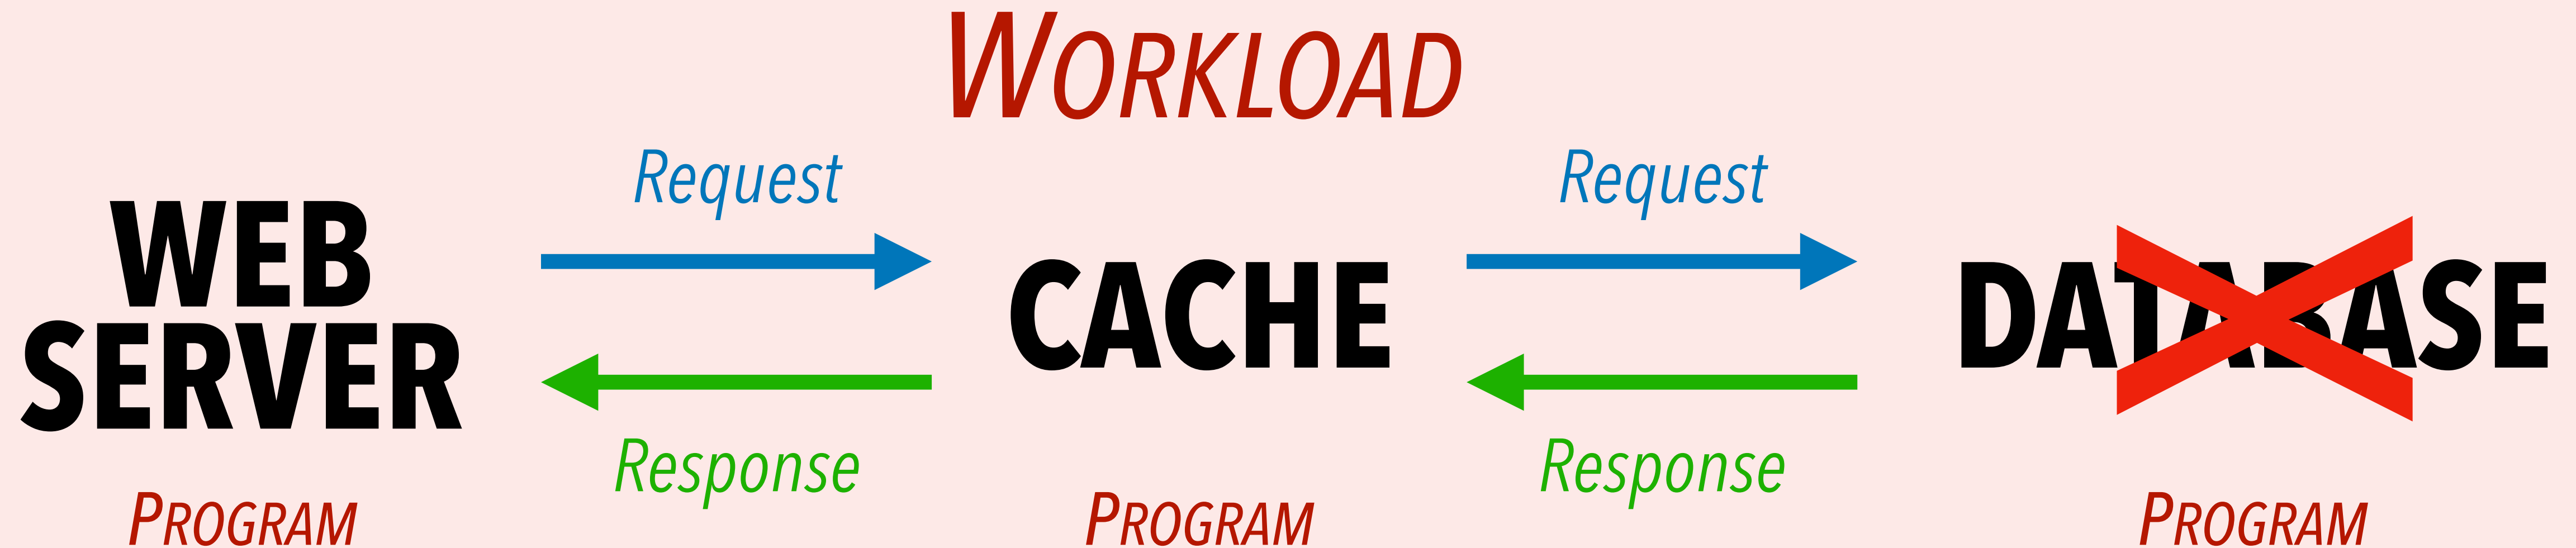 WORKLOAD
Request
Request
WEB
SERVER
CACHE
DATABASE
Response
Response
PROGRAM
PROGRAM
PROGRAM